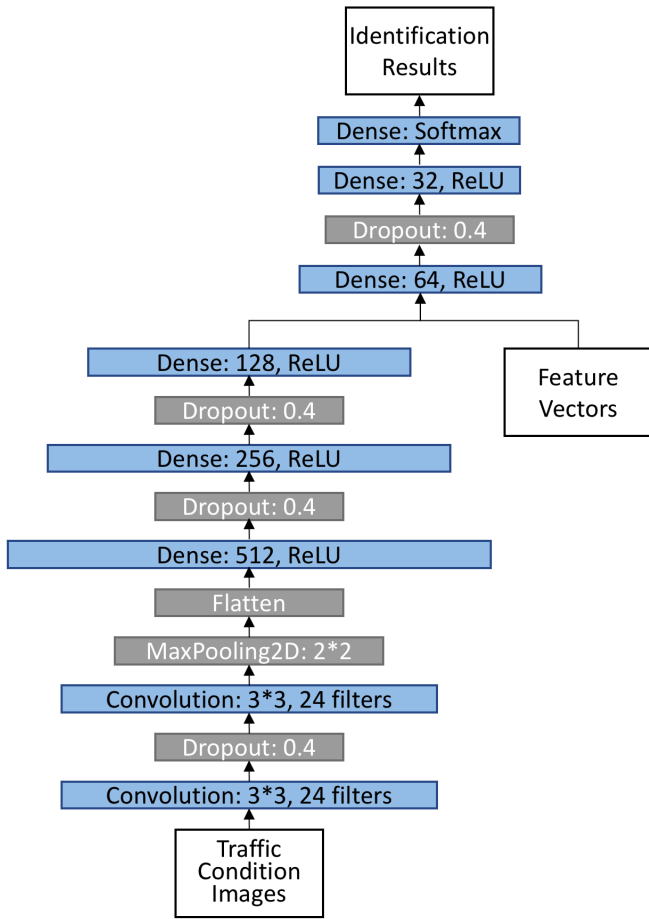 Identification
Results
Dense: Softmax
Dense: 32, ReLU
Dropout: 0.4
Dense: 64, ReLU
Dense: 128, ReLU
Feature
Vectors
Dropout: 0.4
Dense: 256, ReLU
Dropout: 0.4
Dense: 512, ReLU
Flatten
MaxPooling2D: 2*2
Convolution: 3*3, 24 filters
Dropout: 0.4
Convolution: 3*3, 24 filters
Traffic
Condition
Images